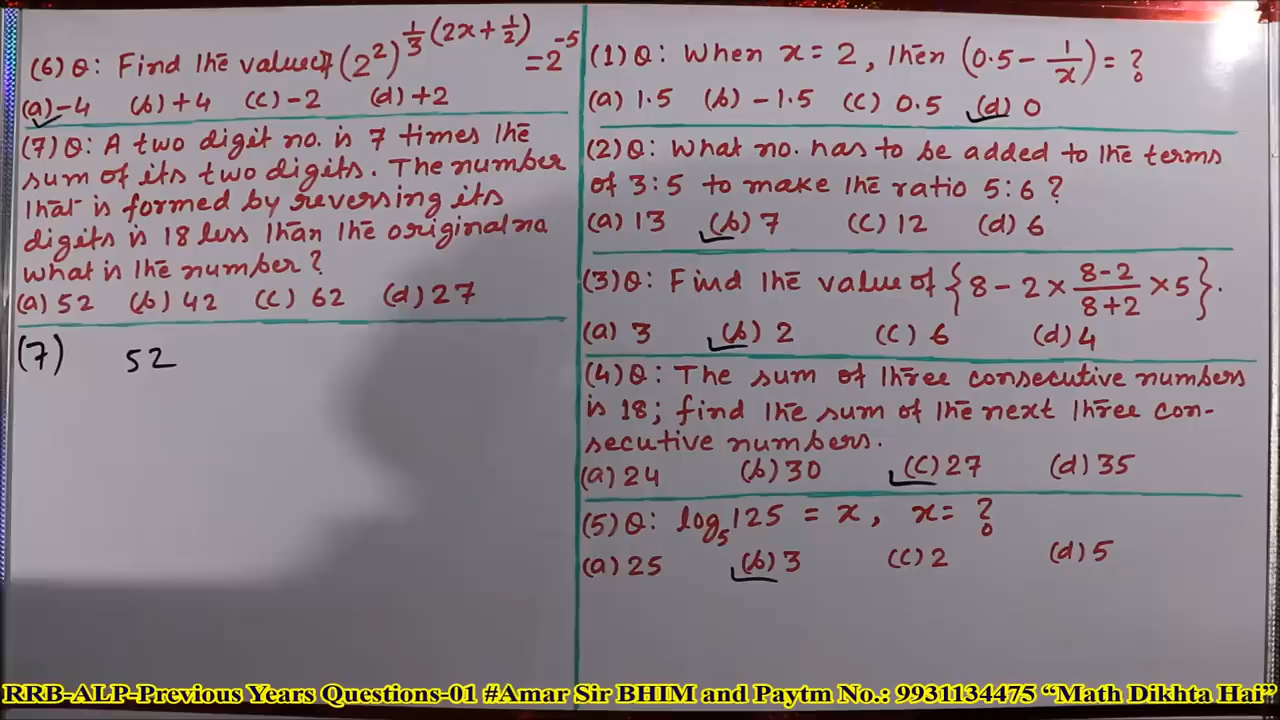 (6) Q: Find the value of (2²)^⅓(2x+½) = 2⁻⁵
(a) -4 (b) +4 (c) -2 (d) +2
(7) Q: A two digit no. is 7 times the
sum of its two digits. The number
that is formed by reversing its
digits is 18 less than the original no
what is the number?
(a) 52 (b) 42 (c) 62 (d) 27
(7) 52
(1) Q: When x = 2, then (0.5 - 1/x) = ?
(a) 1.5 (b) -1.5 (c) 0.5 (d) 0
(2) Q: What no. has to be added to the terms
of 3:5 to make the ratio 5:6?
(a) 13 (b) 7 (c) 12 (d) 6
(3) Q: Find the value of {8 - 2 × (8-2)/(8+2) × 5}.
(a) 3 (b) 2 (c) 6 (d) 4
(4) Q: The sum of three consecutive numbers
is 18; find the sum of the next three con-
secutive numbers.
(a) 24 (b) 30 (c) 27 (d) 35
(5) Q: log₅125 = x, x = ?
(a) 25 (b) 3 (c) 2 (d) 5
RRB-ALP-Previous Years Questions-01 #Amar Sir BHIM and Paytm No.: 9931134475 “Math Dikhta Hai”